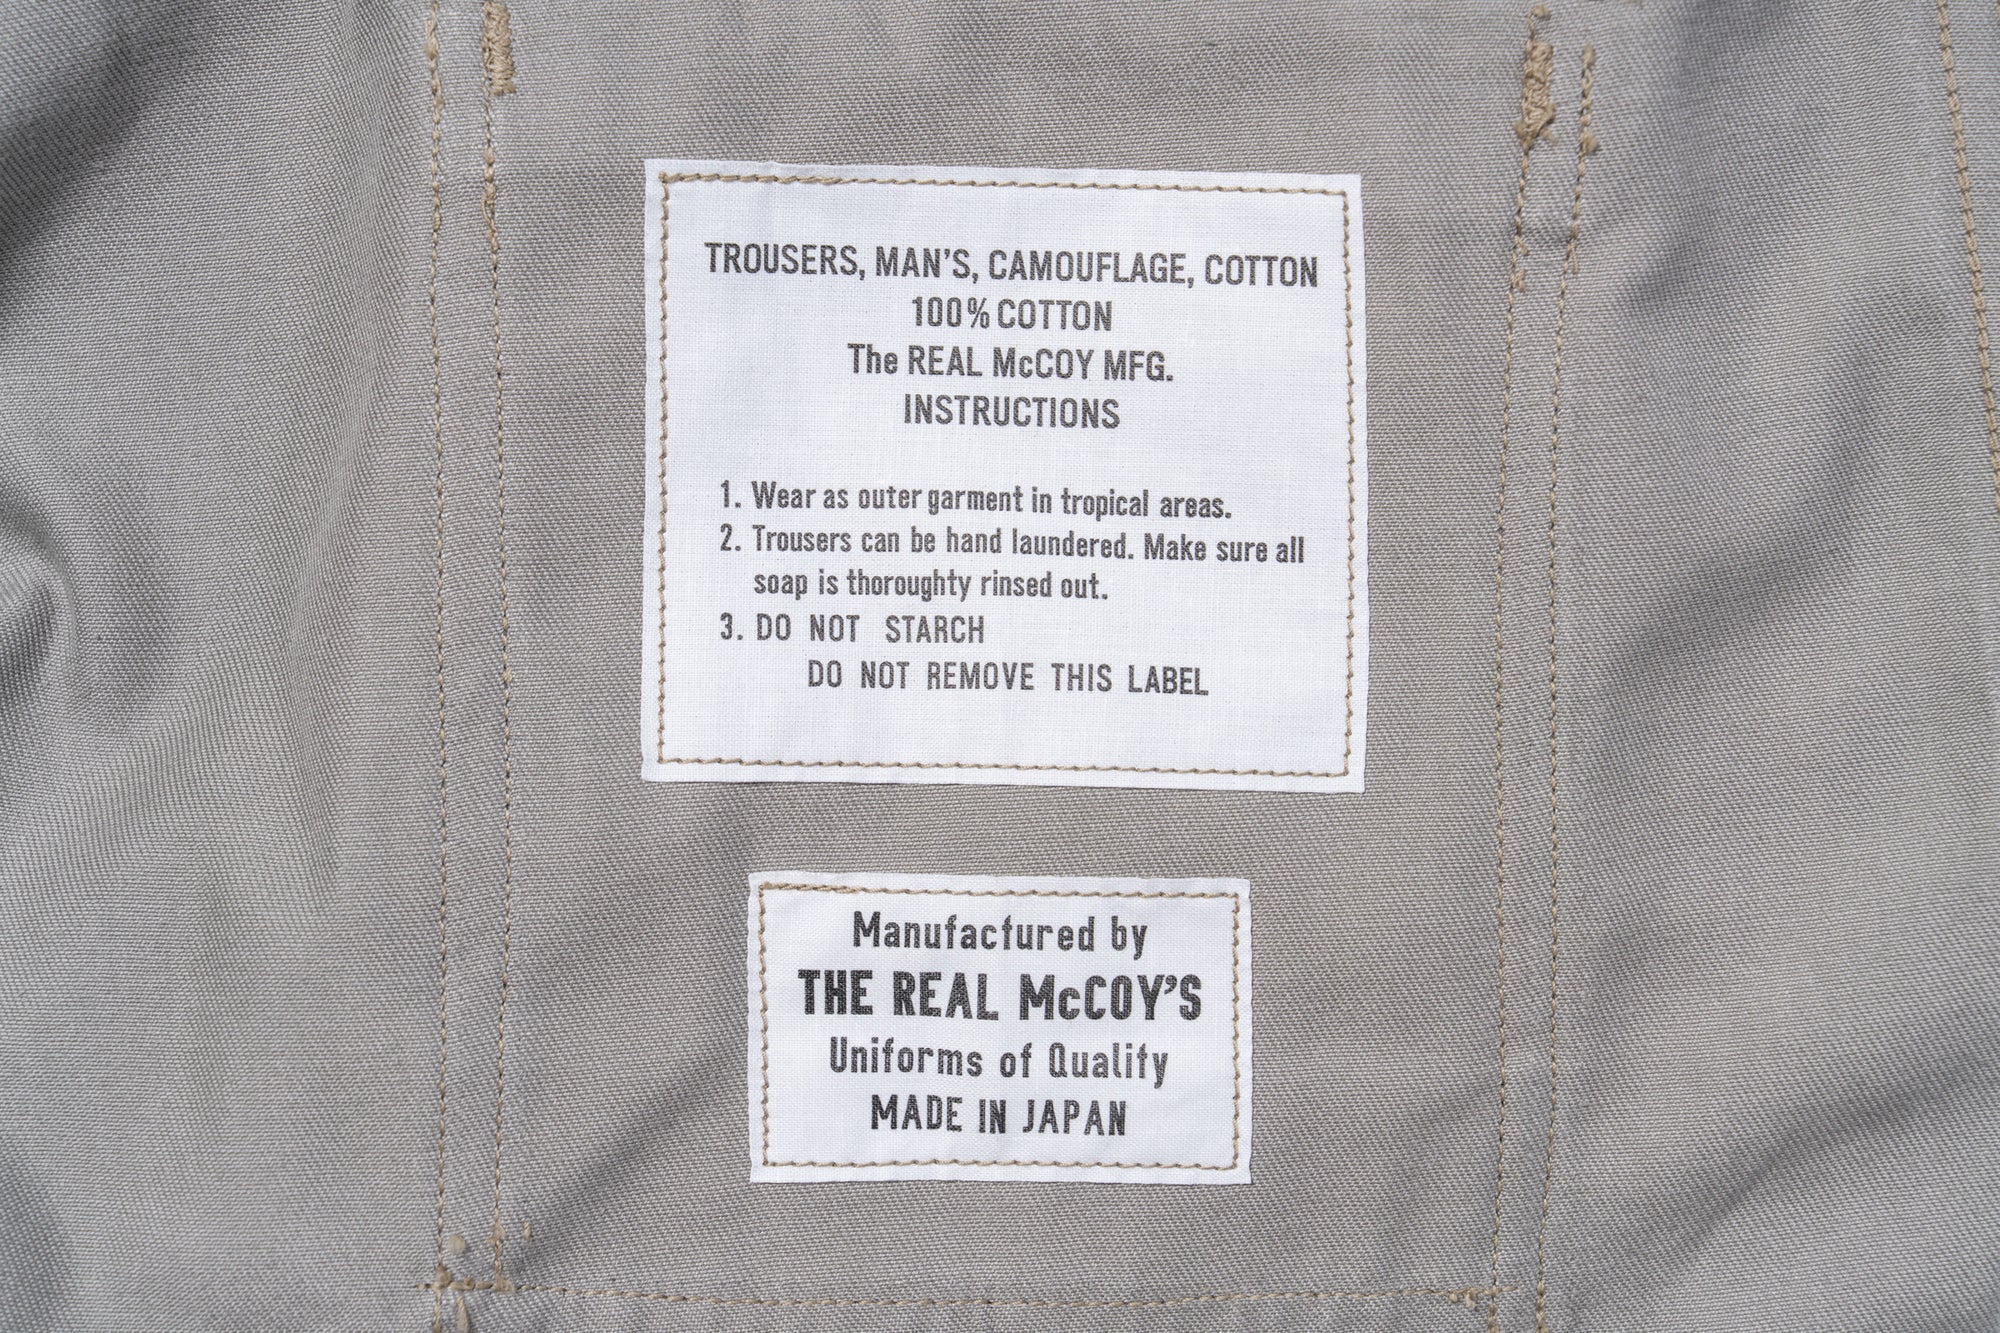 TROUSERS, MAN'S, CAMOUFLAGE, COTTON
100% COTTON
The REAL McCOY MFG.
INSTRUCTIONS
1. Wear as outer garment in tropical areas.
2. Trousers can be hand laundered. Make sure all
soap is thoroughty rinsed out.
3. DO NOT STARCH
DO NOT REMOVE THIS LABEL
Manufactured by
THE REAL McCOY'S
Uniforms of Quality
MADE IN JAPAN